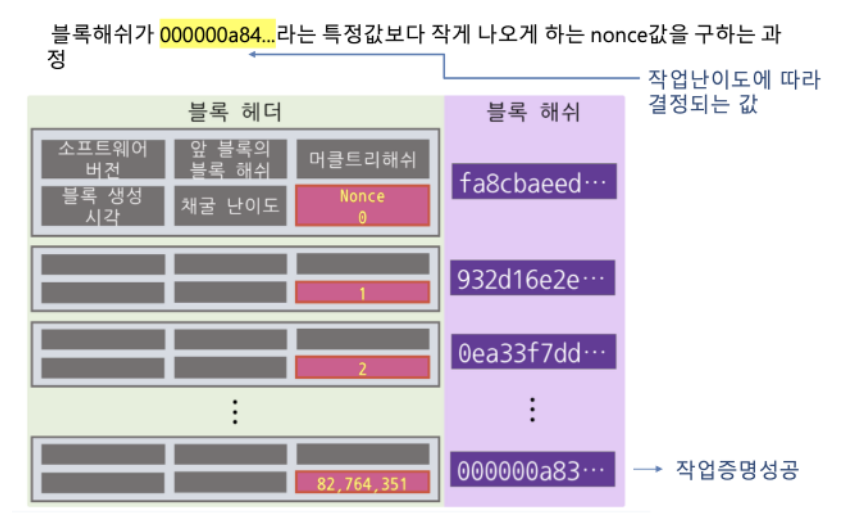 블록해쉬가 000000a84...라는 특정값보다 작게 나오게 하는 nonce값을 구하는 과
정
작업난이도에 따라
결정되는 값
블록 헤더
블록 해쉬
소프트웨어
버전
앞 블록의
블록 해쉬
머클트리해쉬
fa8cbaeed⋯
블록 생성
시각
채굴 난이도
Nonce
0
1
932d16e2e⋯
2
0ea33f7dd⋯
⋮
⋮
82,764,351
000000a83⋯
작업증명성공